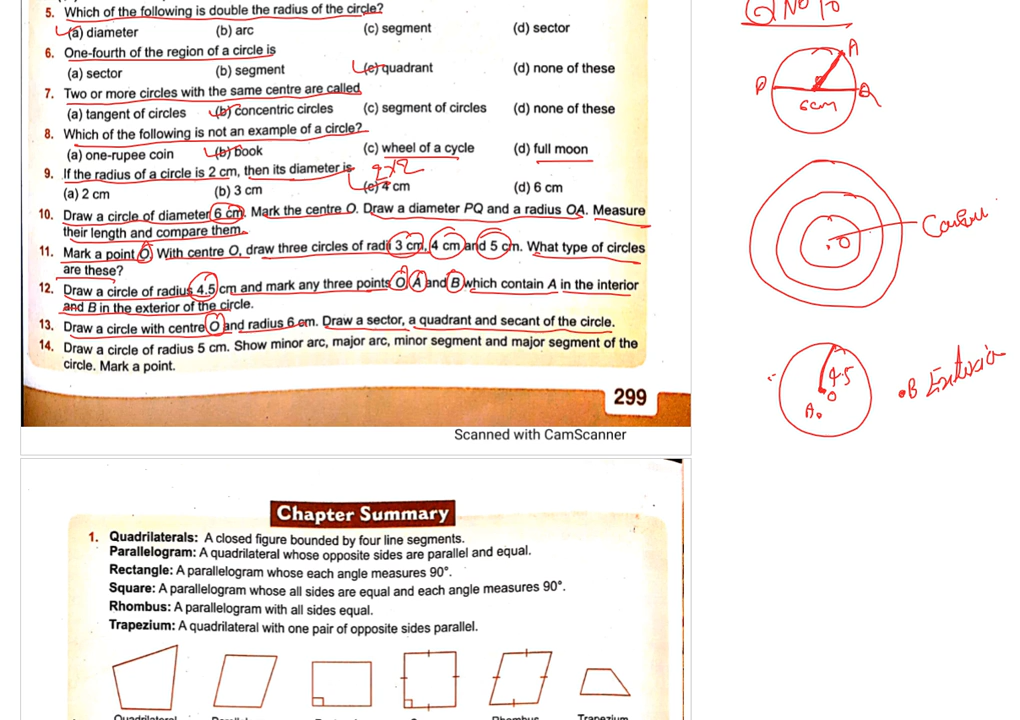 5. Which of the following is double the radius of the circle?
(a) diameter (b) arc (c) segment (d) sector
6. One-fourth of the region of a circle is
(a) sector (b) segment (c) quadrant (d) none of these
7. Two or more circles with the same centre are called
(a) tangent of circles (b) concentric circles (c) segment of circles (d) none of these
8. Which of the following is not an example of a circle?
(a) one-rupee coin (b) book (c) wheel of a cycle (d) full moon
9. If the radius of a circle is 2 cm, then its diameter is
2x2
(a) 2 cm (b) 3 cm (c) 4 cm (d) 6 cm
10. Draw a circle of diameter 6 cm. Mark the centre O. Draw a diameter PQ and a radius OA. Measure
their length and compare them.
11. Mark a point O. With centre O, draw three circles of radii 3 cm, 4 cm and 5 cm. What type of circles
are these?
12. Draw a circle of radius 4.5 cm and mark any three points O, A and B which contain A in the interior
and B in the exterior of the circle.
13. Draw a circle with centre O and radius 6 cm. Draw a sector, a quadrant and secant of the circle.
14. Draw a circle of radius 5 cm. Show minor arc, major arc, minor segment and major segment of the
circle. Mark a point.
299
Scanned with CamScanner
Chapter Summary
1. Quadrilaterals: A closed figure bounded by four line segments.
Parallelogram: A quadrilateral whose opposite sides are parallel and equal.
Rectangle: A parallelogram whose each angle measures 90°.
Square: A parallelogram whose all sides are equal and each angle measures 90°.
Rhombus: A parallelogram with all sides equal.
Trapezium: A quadrilateral with one pair of opposite sides parallel.
Quadrilateral Rhombus Trapezium
Q No 10
A
P Q
6cm
O
4.5
O
A
B Exterior